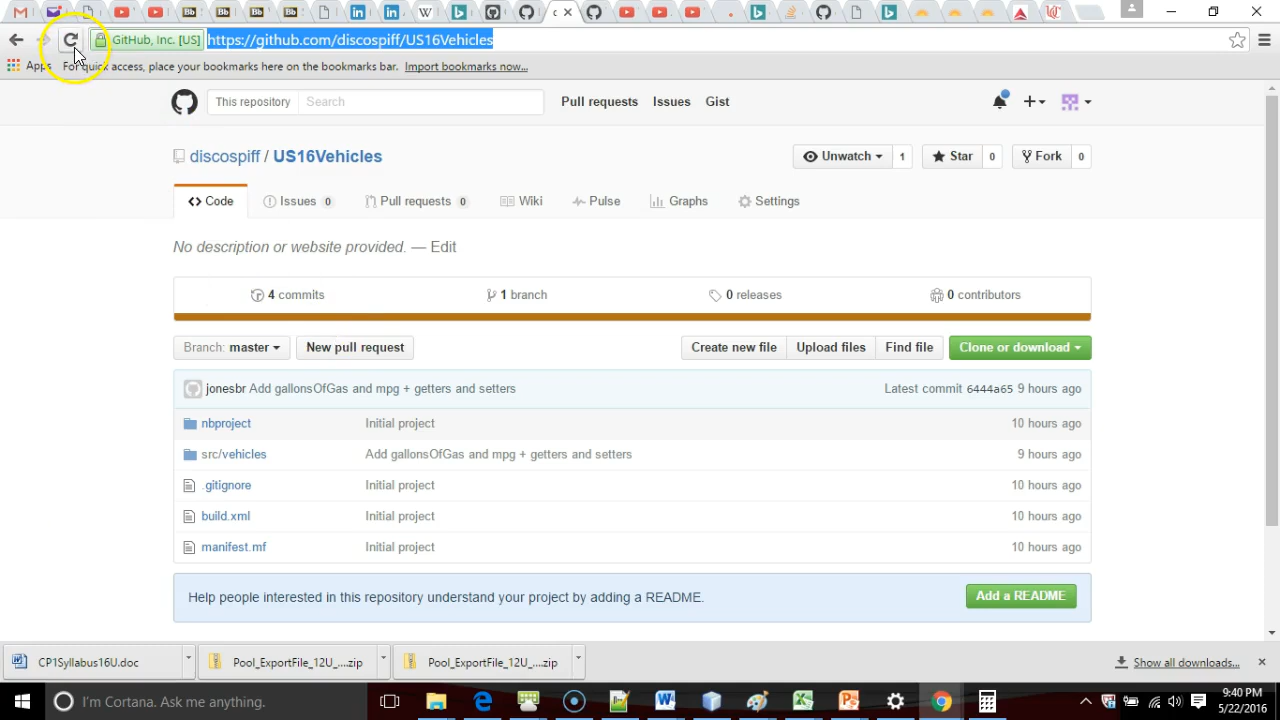 GitHub, Inc. [US] https://github.com/discospiff/US16Vehicles
Apps For quick access, place your bookmarks here on the bookmarks bar. Import bookmarks now...
This repository Search Pull requests Issues Gist
discospiff / US16Vehicles Unwatch 1 Star 0 Fork 0
Code Issues 0 Pull requests 0 Wiki Pulse Graphs Settings
No description or website provided. — Edit
4 commits 1 branch 0 releases 0 contributors
Branch: master New pull request Create new file Upload files Find file Clone or download
jonesbr Add gallonsOfGas and mpg + getters and setters Latest commit 6444a65 9 hours ago
nbproject Initial project 10 hours ago
src/vehicles Add gallonsOfGas and mpg + getters and setters 9 hours ago
.gitignore Initial project 10 hours ago
build.xml Initial project 10 hours ago
manifest.mf Initial project 10 hours ago
Help people interested in this repository understand your project by adding a README. Add a README
CP1Syllabus16U.doc Pool_ExportFile_12U_....zip Pool_ExportFile_12U_....zip Show all downloads...
I'm Cortana. Ask me anything. 9:40 PM
5/22/2016